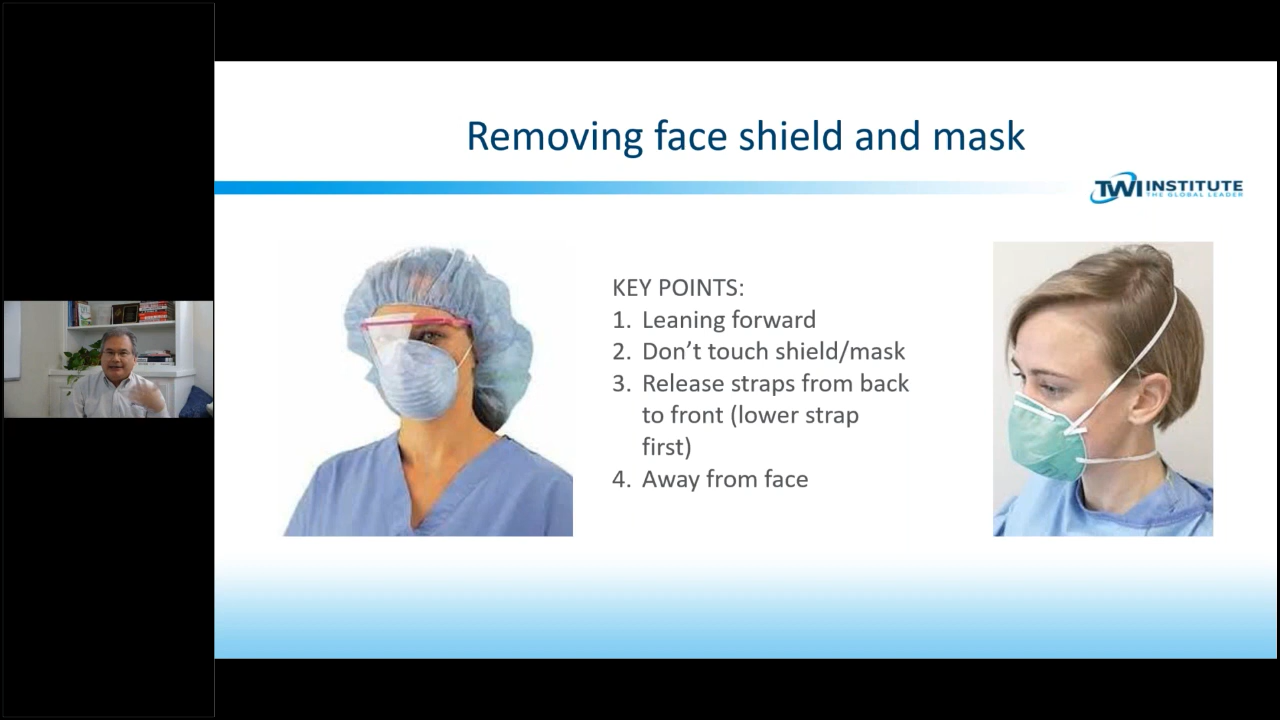 Removing face shield and mask
TWI INSTITUTE
THE GLOBAL LEADER
KEY POINTS:
1. Leaning forward
2. Don’t touch shield/mask
3. Release straps from back
to front (lower strap
first)
4. Away from face